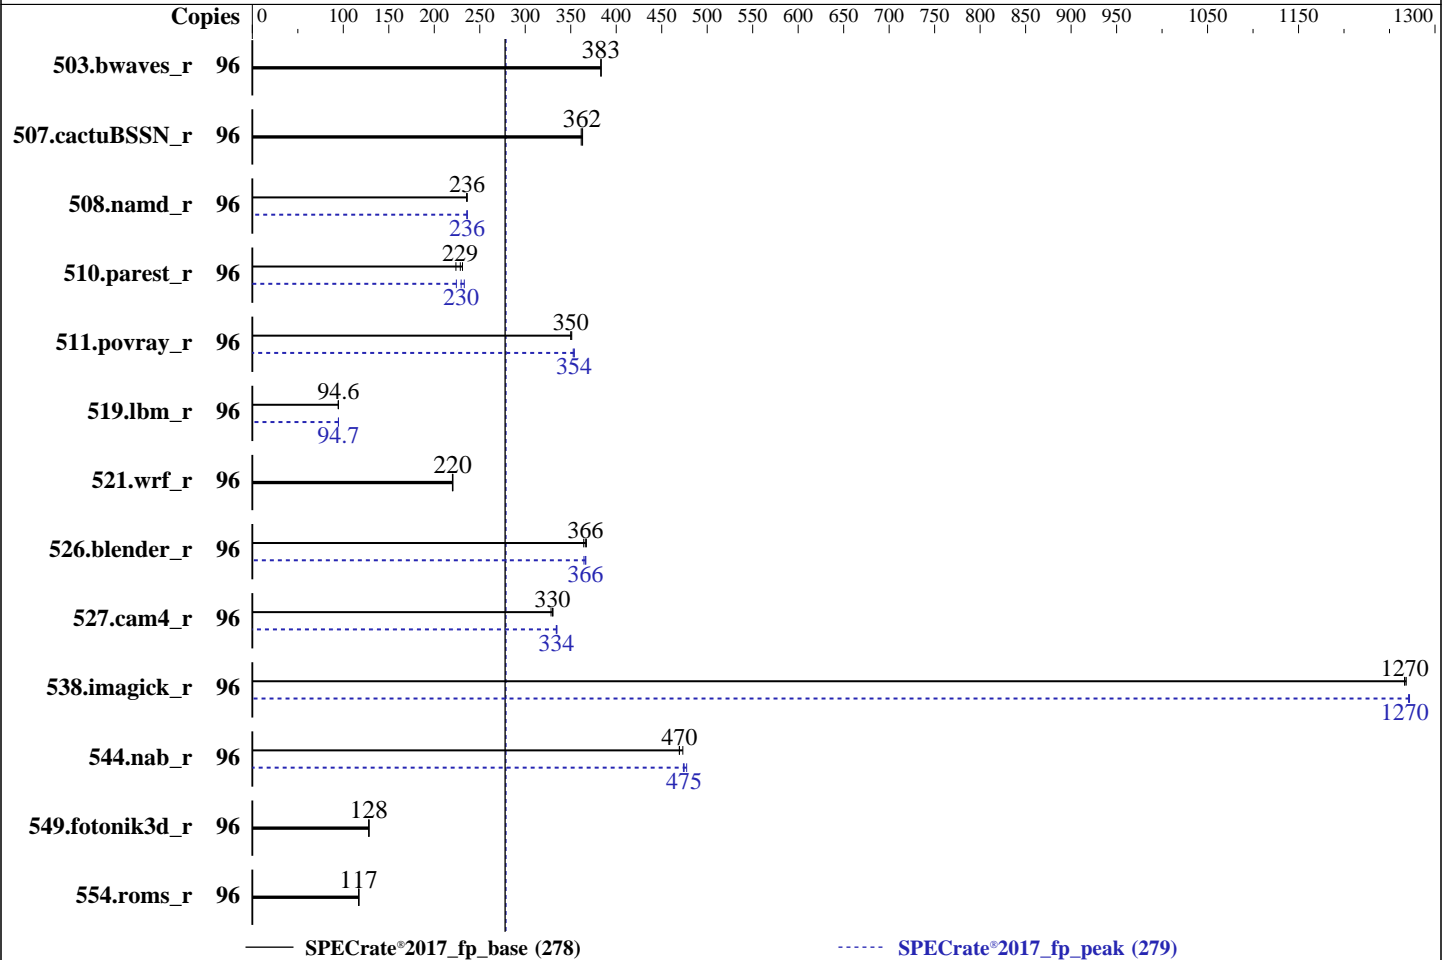 Copies 0 100 150 200 250 300 350 400 450 500 550 600 650 700 750 800 850 900 950 1050 1150 1300
383
503.bwaves_r 96
362
507.cactuBSSN_r 96
236
508.namd_r 96
236
229
510.parest_r 96
230
350
511.povray_r 96
354
94.6
519.lbm_r 96
94.7
220
521.wrf_r 96
366
526.blender_r 96
366
330
527.cam4_r 96
334
1270
538.imagick_r 96
1270
470
544.nab_r 96
475
128
549.fotonik3d_r 96
117
554.roms_r 96
SPECrate®2017_fp_base (278) SPECrate®2017_fp_peak (279)